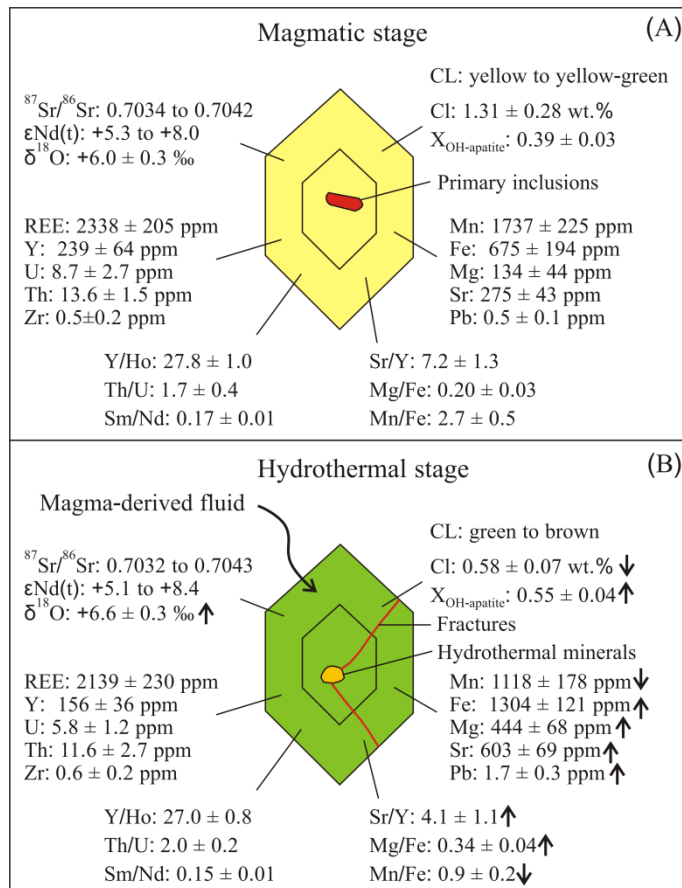 Magmatic stage
(A)
CL: yellow to yellow-green
⁸⁷Sr/⁸⁶Sr: 0.7034 to 0.7042
εNd(t): +5.3 to +8.0
δ¹⁸O: +6.0 ± 0.3 ‰
Cl: 1.31 ± 0.28 wt.%
X_OH-apatite: 0.39 ± 0.03
Primary inclusions
REE: 2338 ± 205 ppm
Y: 239 ± 64 ppm
U: 8.7 ± 2.7 ppm
Th: 13.6 ± 1.5 ppm
Zr: 0.5±0.2 ppm
Mn: 1737 ± 225 ppm
Fe: 675 ± 194 ppm
Mg: 134 ± 44 ppm
Sr: 275 ± 43 ppm
Pb: 0.5 ± 0.1 ppm
Y/Ho: 27.8 ± 1.0
Th/U: 1.7 ± 0.4
Sm/Nd: 0.17 ± 0.01
Sr/Y: 7.2 ± 1.3
Mg/Fe: 0.20 ± 0.03
Mn/Fe: 2.7 ± 0.5
Hydrothermal stage
(B)
Magma-derived fluid
CL: green to brown
⁸⁷Sr/⁸⁶Sr: 0.7032 to 0.7043
εNd(t): +5.1 to +8.4
δ¹⁸O: +6.6 ± 0.3 ‰ ↑
Cl: 0.58 ± 0.07 wt.% ↓
X_OH-apatite: 0.55 ± 0.04 ↑
Fractures
Hydrothermal minerals
REE: 2139 ± 230 ppm
Y: 156 ± 36 ppm
U: 5.8 ± 1.2 ppm
Th: 11.6 ± 2.7 ppm
Zr: 0.6 ± 0.2 ppm
Mn: 1118 ± 178 ppm ↓
Fe: 1304 ± 121 ppm ↑
Mg: 444 ± 68 ppm ↑
Sr: 603 ± 69 ppm ↑
Pb: 1.7 ± 0.3 ppm ↑
Y/Ho: 27.0 ± 0.8
Th/U: 2.0 ± 0.2
Sm/Nd: 0.15 ± 0.01
Sr/Y: 4.1 ± 1.1 ↑
Mg/Fe: 0.34 ± 0.04 ↑
Mn/Fe: 0.9 ± 0.2 ↓